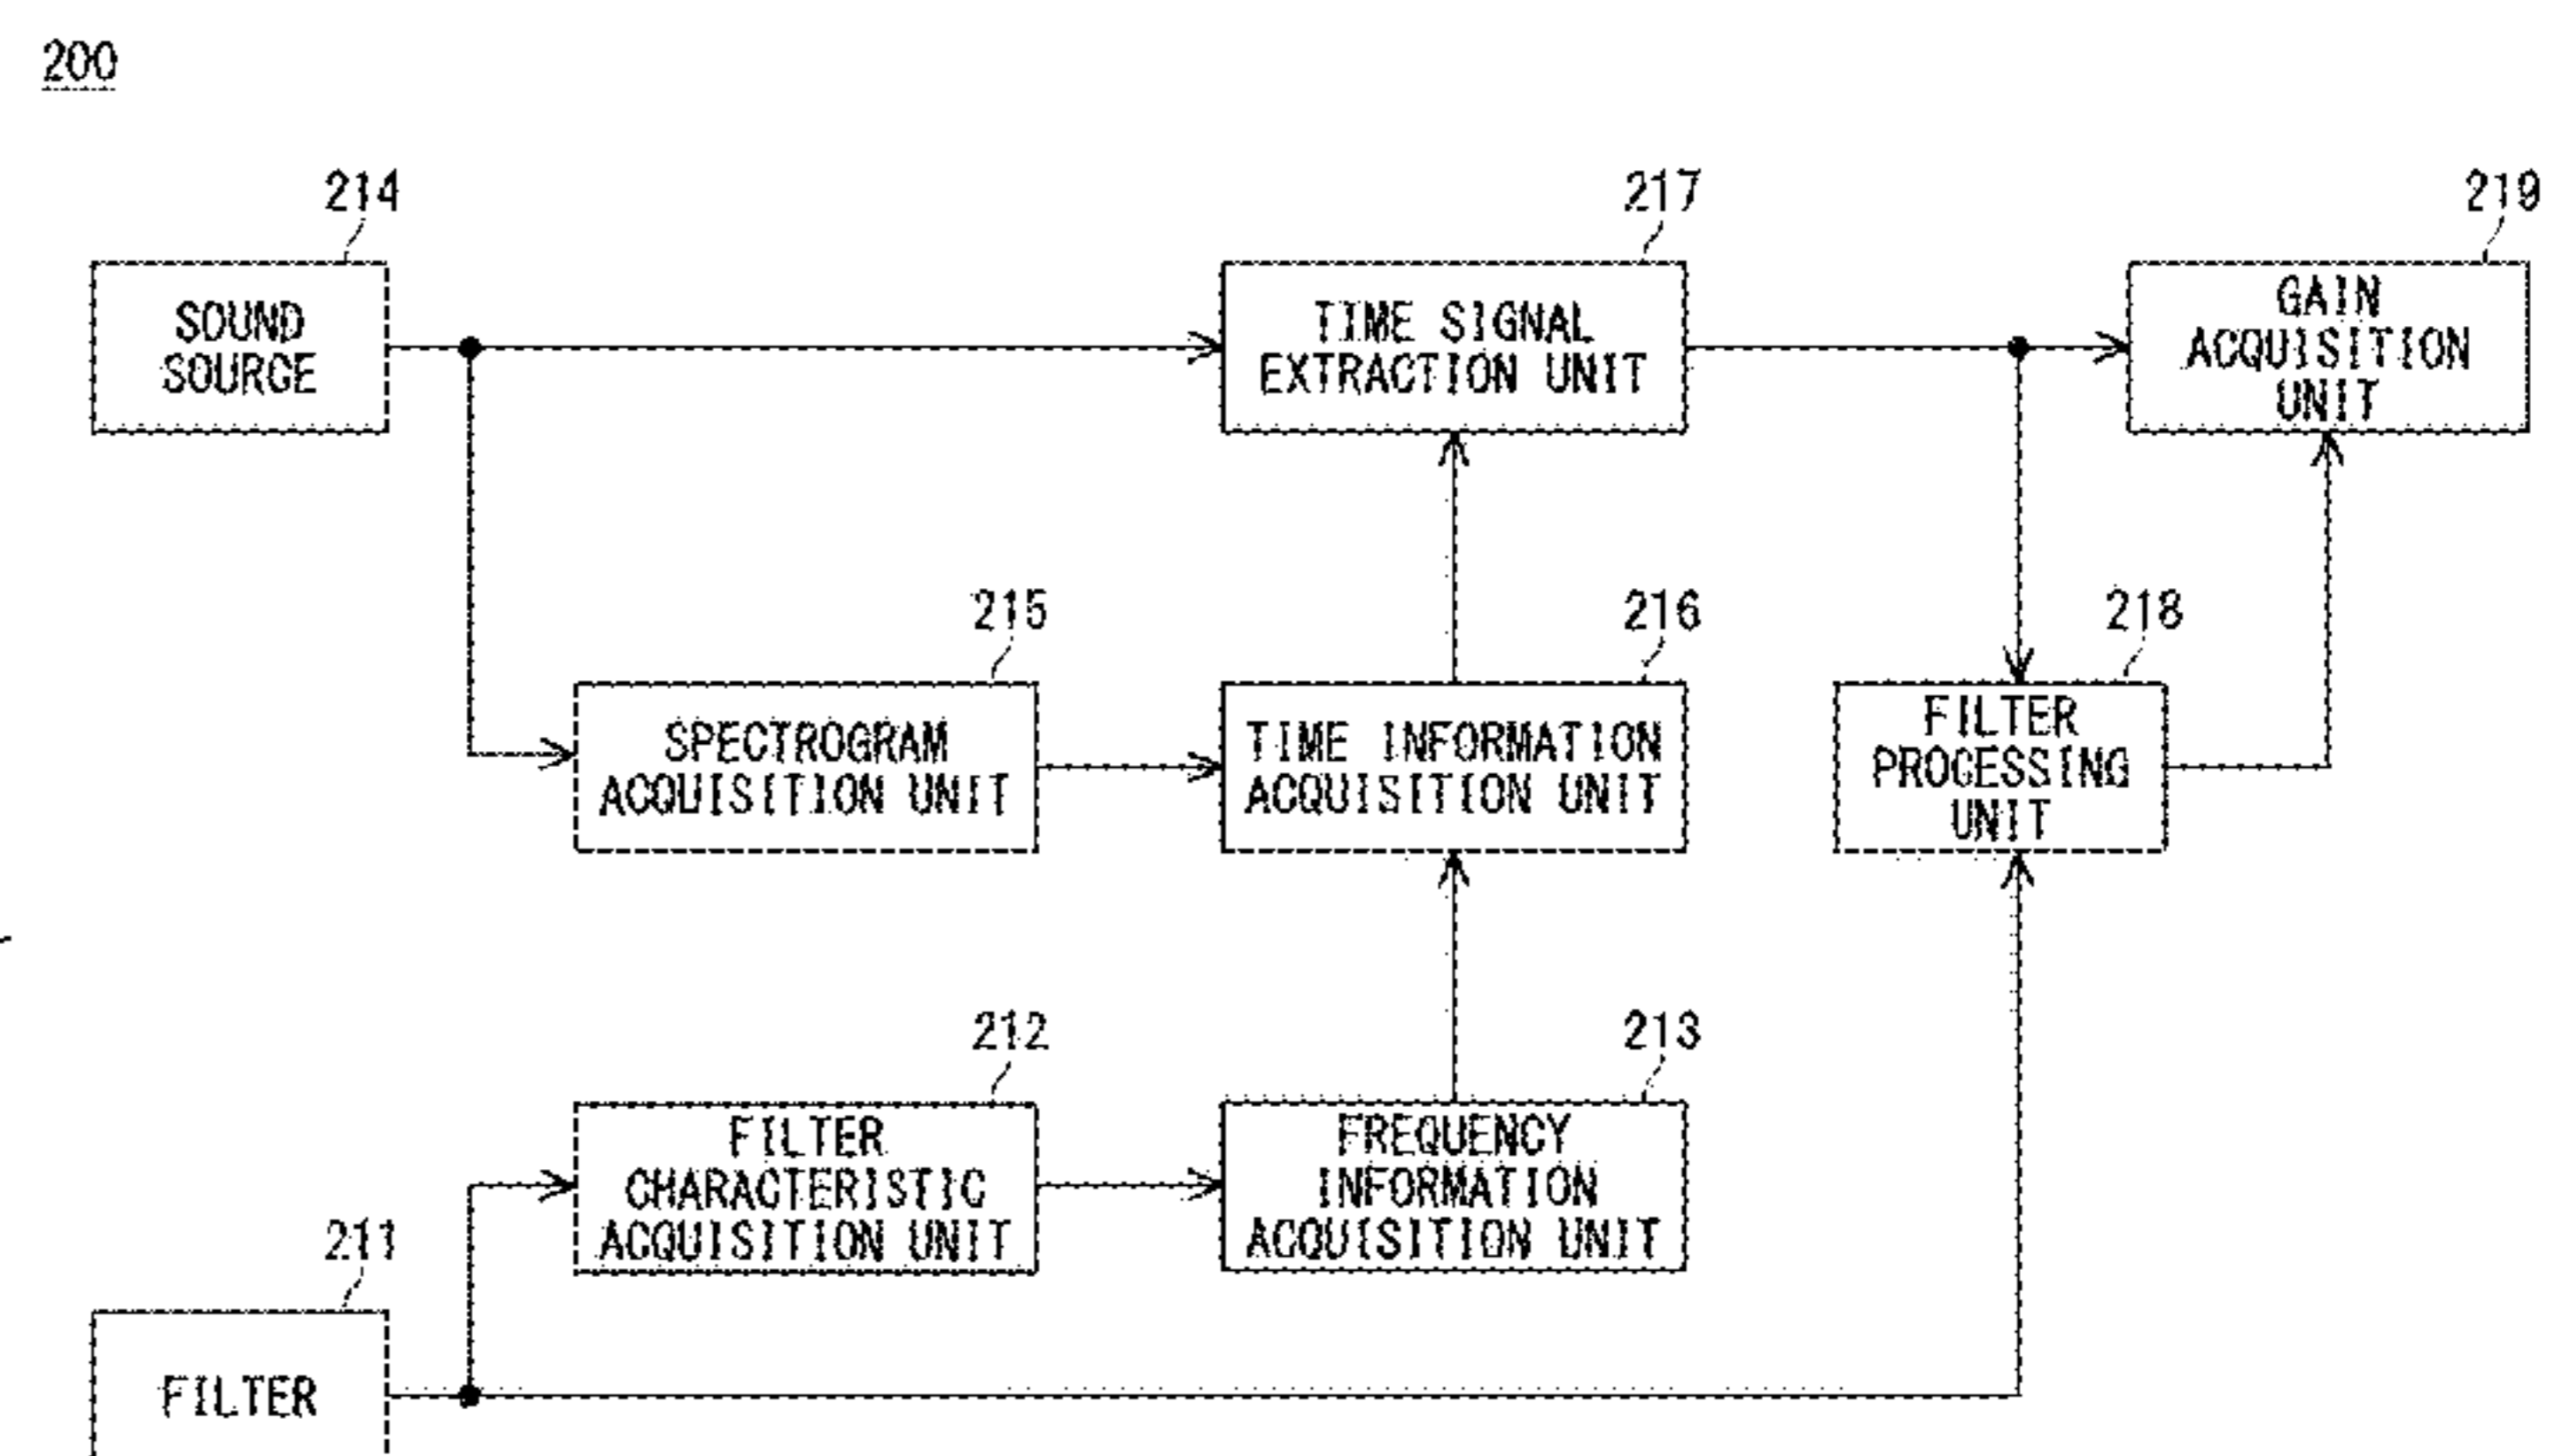 200
214
217
219
SOUND
SOURCE
TIME SIGNAL
EXTRACTION UNIT
GAIN
ACQUISITION
UNIT
215
216
218
SPECTROGRAM
ACQUISITION UNIT
TIME INFORMATION
ACQUISITION UNIT
FILTER
PROCESSING
UNIT
212
213
FILTER
CHARACTERISTIC
ACQUISITION UNIT
FREQUENCY
INFORMATION
ACQUISITION UNIT
211
FILTER